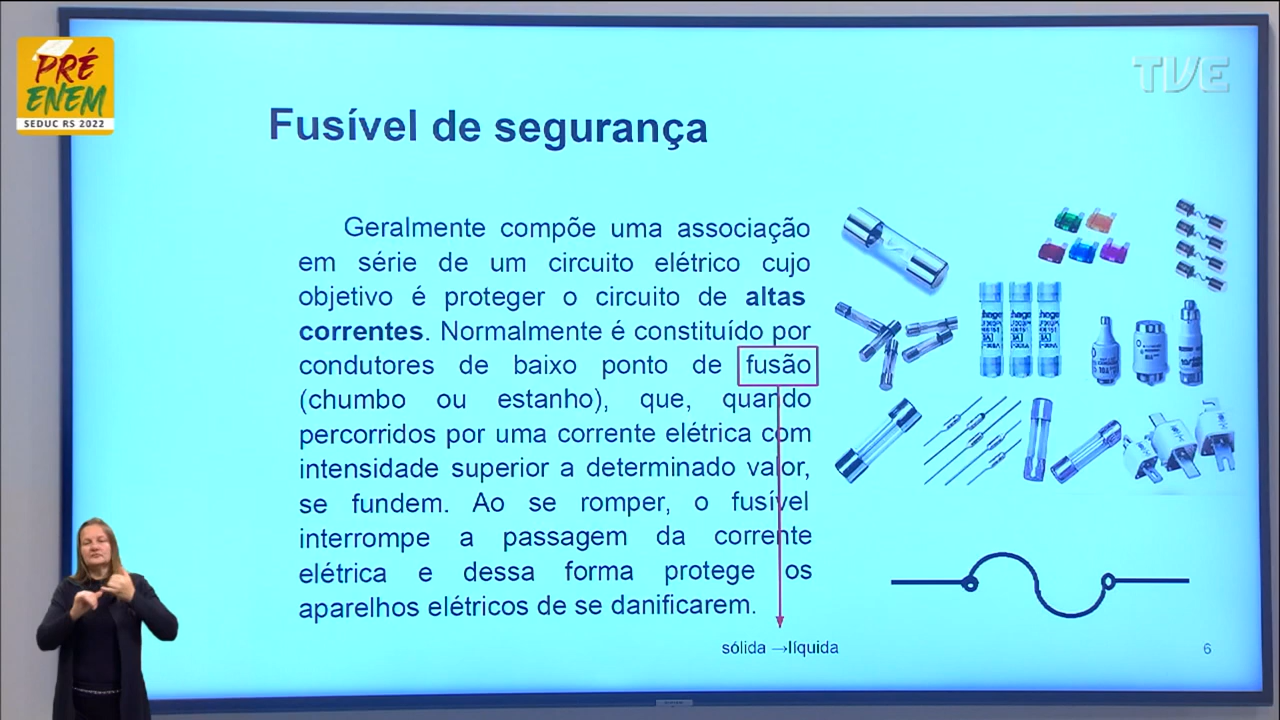 PRÉ
ENEM
SEDUC RS 2022
TVE
Fusível de segurança
Geralmente compõe uma associação
em série de um circuito elétrico cujo
objetivo é proteger o circuito de altas
correntes. Normalmente é constituído por
condutores de baixo ponto de fusão
(chumbo ou estanho), que, quando
percorridos por uma corrente elétrica com
intensidade superior a determinado valor,
se fundem. Ao se romper, o fusível
interrompe a passagem da corrente
elétrica e dessa forma protege os
aparelhos elétricos de se danificarem.
sólida →líquida
6